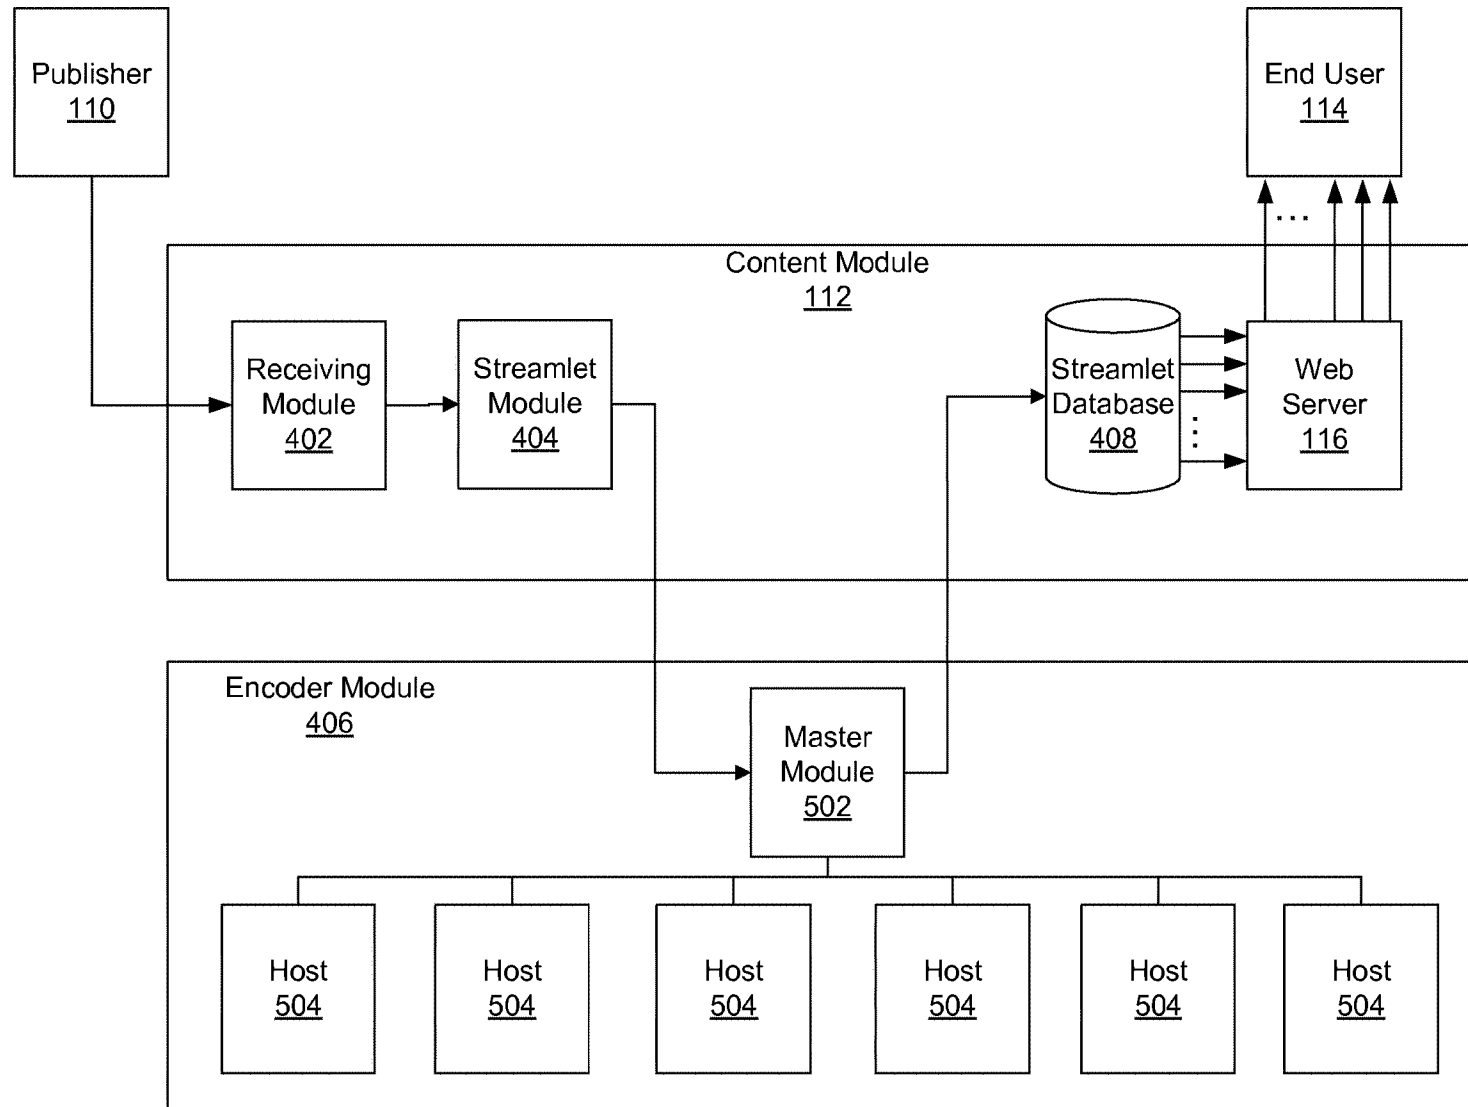 Publisher
110
End User
114
Content Module
112
Receiving
Module
402
Streamlet
Module
404
Streamlet
Database
408
Web
Server
116
...
...
Encoder Module
406
Master
Module
502
Host
504
Host
504
Host
504
Host
504
Host
504
Host
504